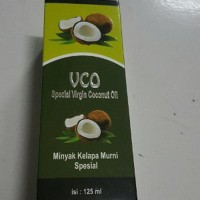 VCO
Special Virgin Coconut Oil
Minyak Kelapa Murni
Spesial
isi : 125 ml